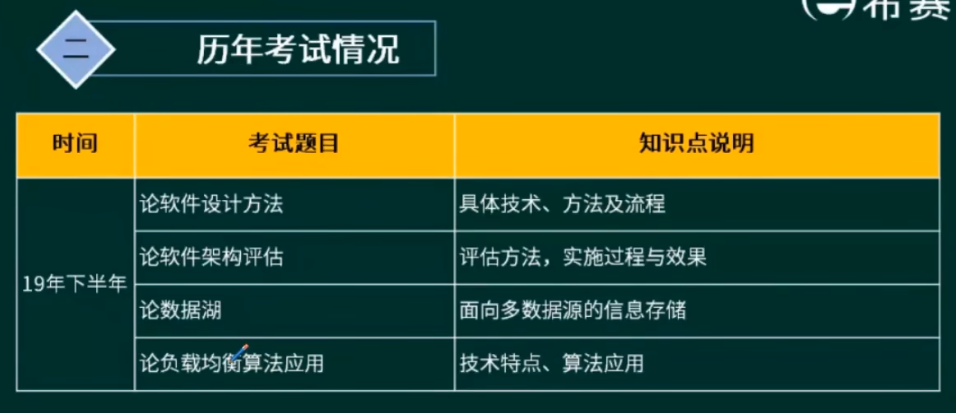 布赛
二
历年考试情况
时间 考试题目 知识点说明
论软件设计方法 具体技术、方法及流程
论软件架构评估 评估方法，实施过程与效果
19年下半年
论数据湖 面向多数据源的信息存储
论负载均衡算法应用 技术特点、算法应用